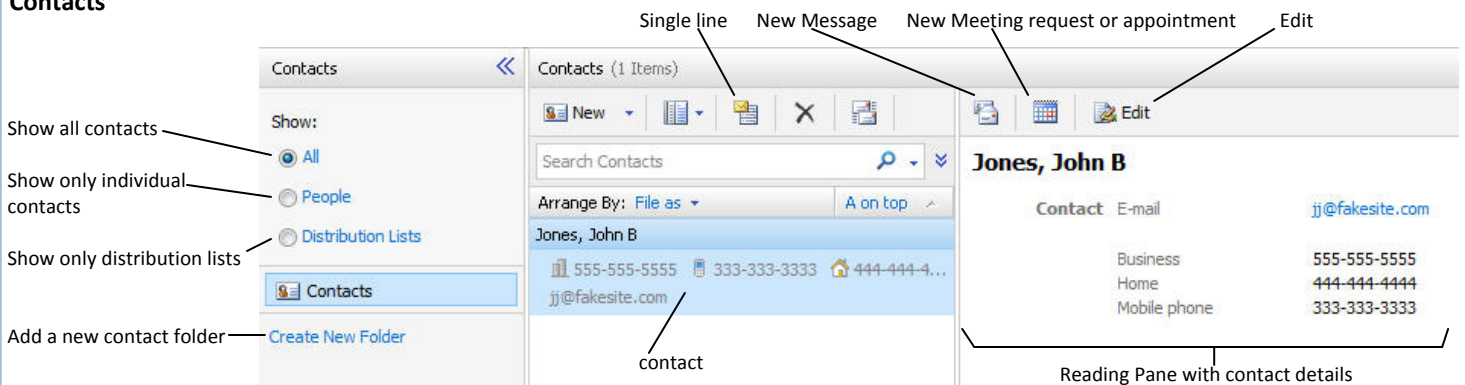 Contacts
Single line New Message New Meeting request or appointment Edit
Contacts
Contacts (1 Items)
Show all contacts
Show:
All
Show only individual
contacts
People
Show only distribution lists
Distribution Lists
Contacts
Add a new contact folder
Create New Folder
New
Search Contacts
Arrange By: File as A on top
Jones, John B
555-555-5555 333-333-3333 444-444-4...
jj@fakesite.com
contact
Edit
Jones, John B
Contact E-mail jj@fakesite.com
Business 555-555-5555
Home 444-444-4444
Mobile phone 333-333-3333
Reading Pane with contact details